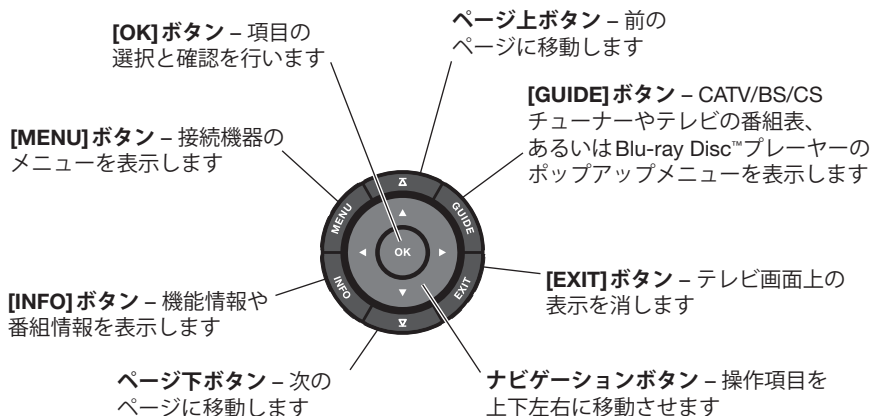 [OK]ボタン – 項目の
選択と確認を行います
ページ上ボタン – 前の
ページに移動します
[GUIDE]ボタン – CATV/BS/CS
チューナーやテレビの番組表、
あるいはBlu-ray Disc™プレーヤーの
ポップアップメニューを表示します
[MENU]ボタン – 接続機器の
メニューを表示します
MENU
GUIDE
OK
INFO
EXIT
[INFO]ボタン – 機能情報や
番組情報を表示します
[EXIT]ボタン – テレビ画面上の
表示を消します
ページ下ボタン – 次の
ページに移動します
ナビゲーションボタン – 操作項目を
上下左右に移動させます